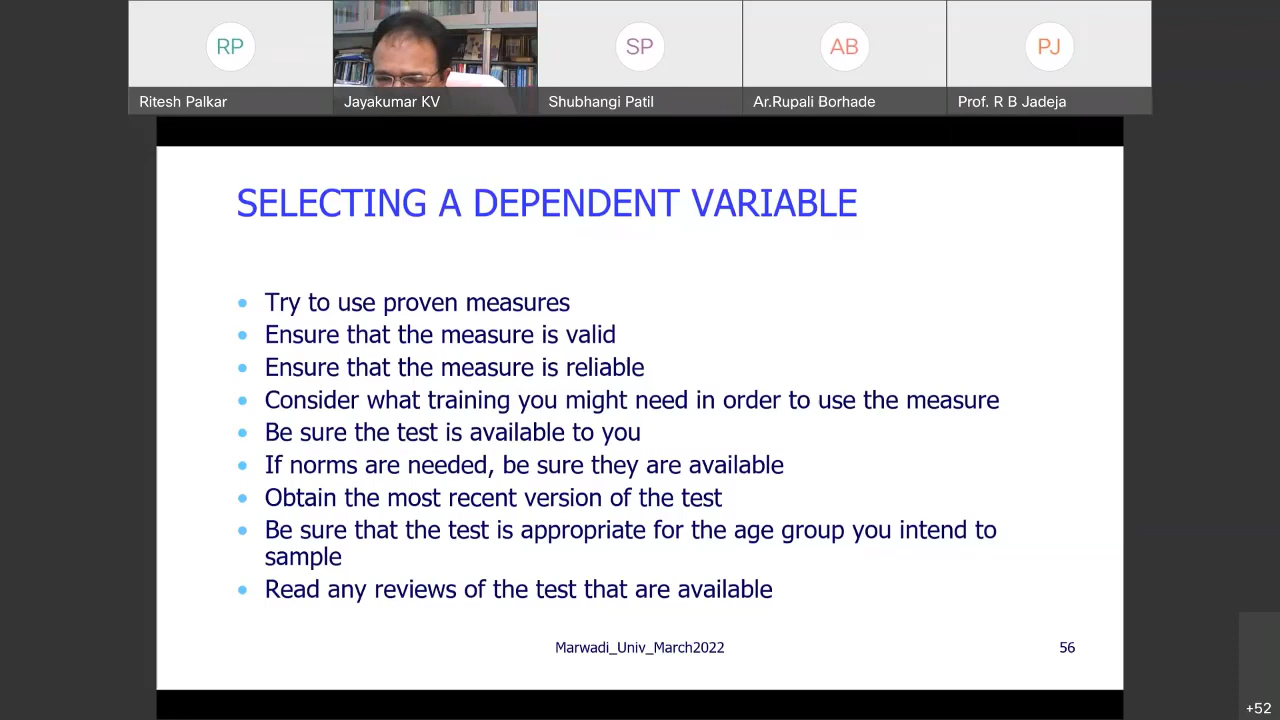 RP
SP
AB
PJ
Ritesh Palkar
Jayakumar KV
Shubhangi Patil
Ar.Rupali Borhade
Prof. R B Jadeja
SELECTING A DEPENDENT VARIABLE
• Try to use proven measures
• Ensure that the measure is valid
• Ensure that the measure is reliable
• Consider what training you might need in order to use the measure
• Be sure the test is available to you
• If norms are needed, be sure they are available
• Obtain the most recent version of the test
• Be sure that the test is appropriate for the age group you intend to
sample
• Read any reviews of the test that are available
Marwadi_Univ_March2022
56
+52